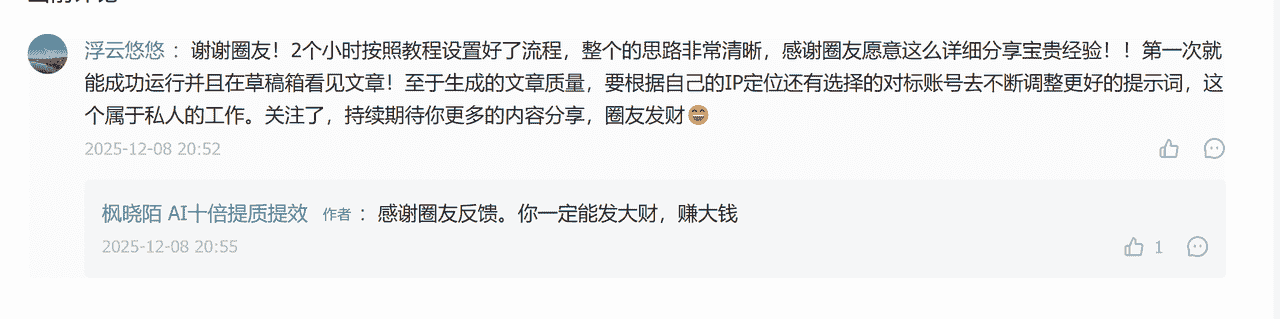 浮云悠悠 ：谢谢圈友！2个小时按照教程设置好了流程，整个的思路非常清晰，感谢圈友愿意这么详细分享宝贵经验！！第一次就
能成功运行并且在草稿箱看见文章！至于生成的文章质量，要根据自己的IP定位还有选择的对标账号去不断调整更好的提示词，这
个属于私人的工作。关注了，持续期待你更多的内容分享，圈友发财😄
2025-12-08 20:52
枫晓陌 AI十倍提质提效 作者 ：感谢圈友反馈。你一定能发大财，赚大钱
2025-12-08 20:55 1